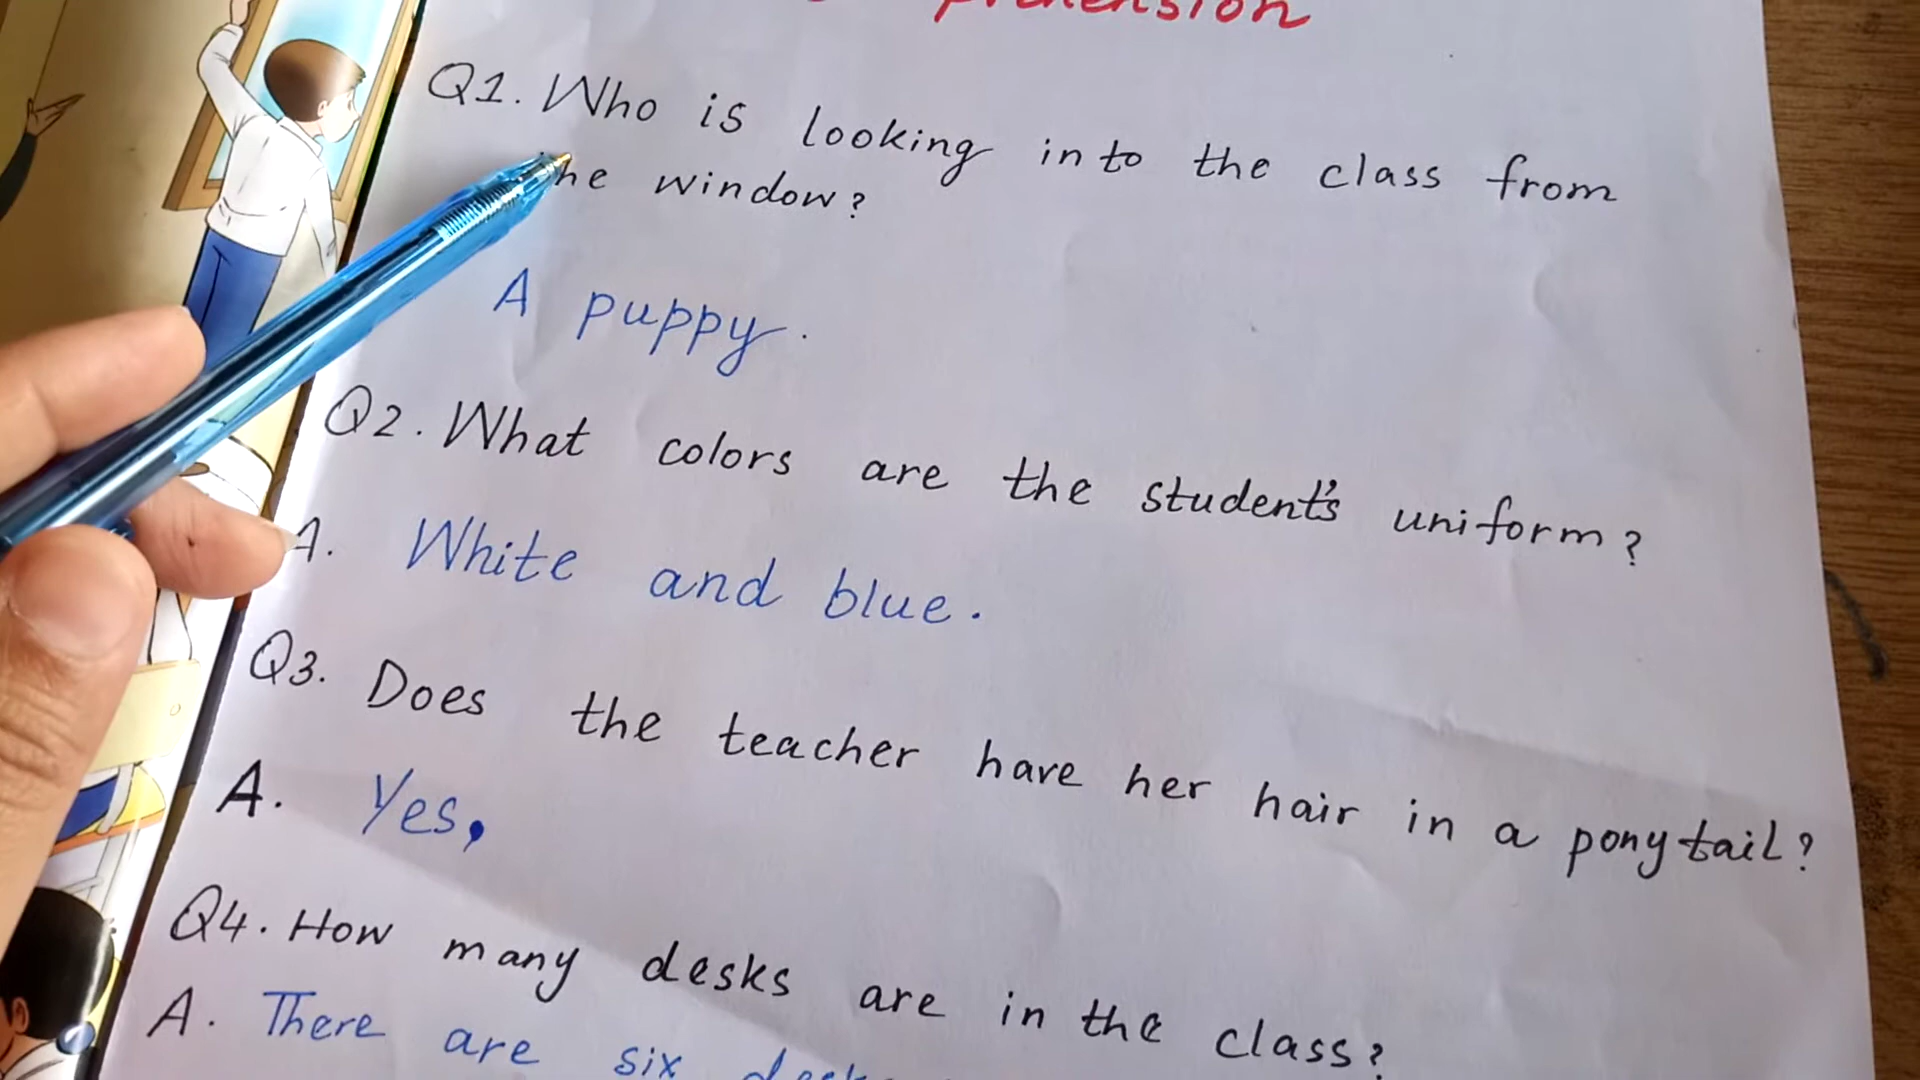 prehension
Q1. Who is looking into the class from
the window?
A puppy.
Q2. What colors are the student's uniform?
A. White and blue.
Q3. Does the teacher have her hair in a ponytail?
A. Yes,
Q4. How many desks are in the class?
A. There are six